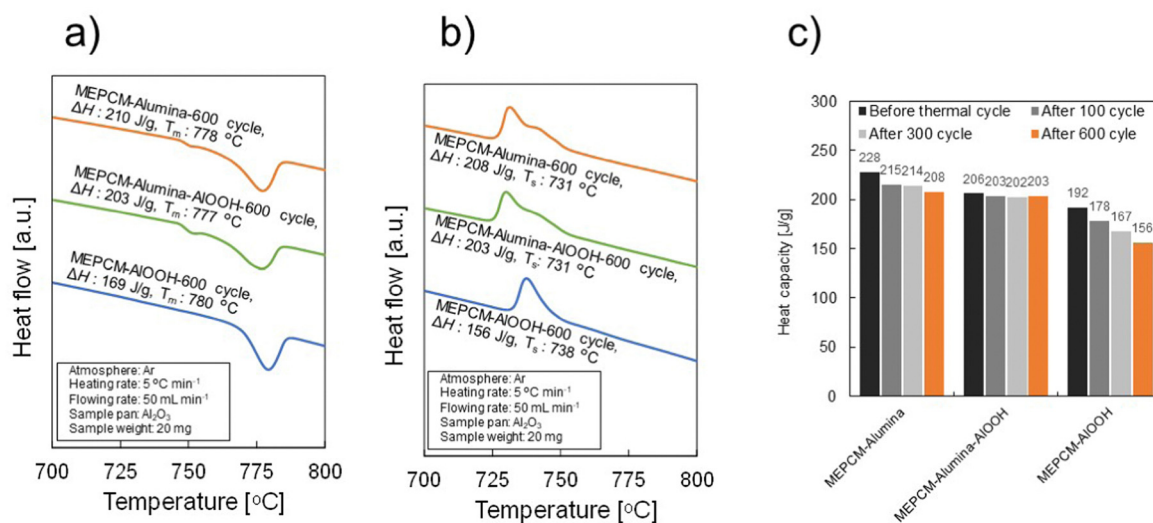 a)
MEPCM-Alumina-600 cycle,
ΔH : 210 J/g, Tm : 778 °C
MEPCM-Alumina-AlOOH-600 cycle,
ΔH : 203 J/g, Tm : 777 °C
MEPCM-AlOOH-600 cycle,
ΔH : 169 J/g, Tm : 780 °C
Atmosphere: Ar
Heating rate: 5 °C min⁻¹
Flowing rate: 50 mL min⁻¹
Sample pan: Al₂O₃
Sample weight: 20 mg
Heat flow [a.u.]
700 725 750 775 800
Temperature [°C]
b)
MEPCM-Alumina-600 cycle,
ΔH : 208 J/g, Ts : 731 °C
MEPCM-Alumina-AlOOH-600 cycle,
ΔH : 203 J/g, Ts. : 731 °C
MEPCM-AlOOH-600 cycle,
ΔH : 156 J/g, Ts : 738 °C
Atmosphere: Ar
Heating rate: 5 °C min⁻¹
Flowing rate: 50 mL min⁻¹
Sample pan: Al₂O₃
Sample weight: 20 mg
Heat flow [a.u.]
700 725 750 775 800
Temperature [°C]
c)
Before thermal cycle After 100 cycle
After 300 cycle After 600 cyle
300
250
200
150
100
50
0
Heat capacity [J/g]
228 215 214 208 206 203 202 203 192 178 167 156
MEPCM-Alumina
MEPCM-Alumina-AlOOH
MEPCM-AlOOH